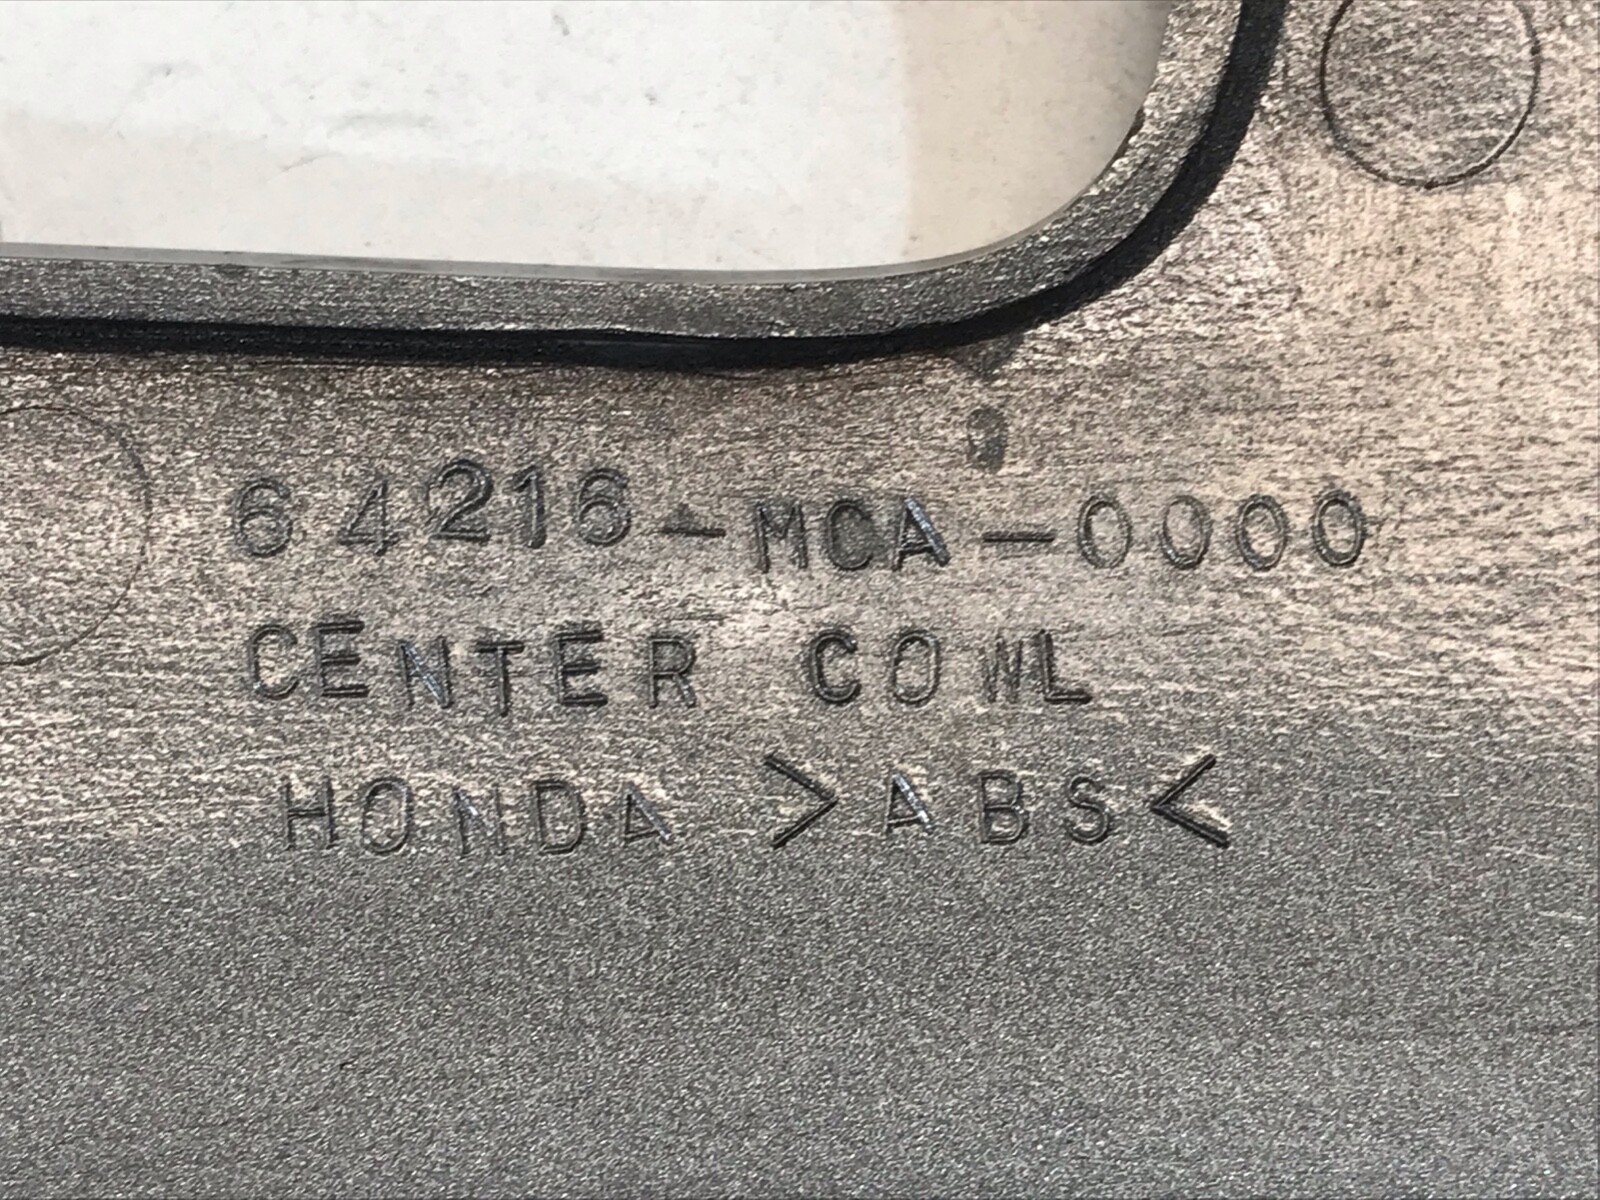 64216-MCA-0000
CENTER COWL
HONDA >ABS<